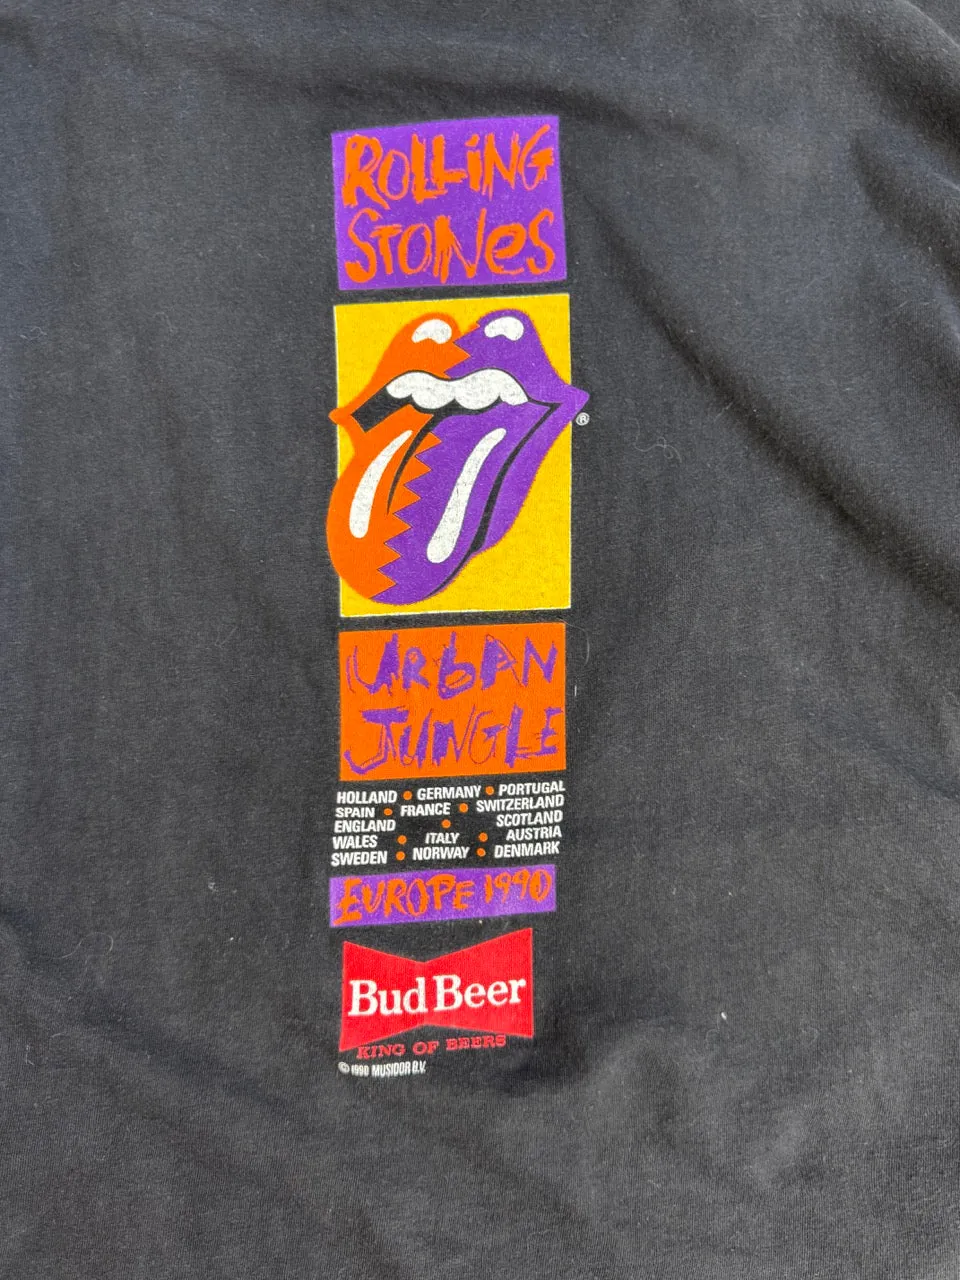 ROLLiNG
STONeS
®
URbAN
JUNGLE
HOLLAND • GERMANY • PORTUGAL
SPAIN • FRANCE • SWITZERLAND
ENGLAND • SCOTLAND
WALES • ITALY • AUSTRIA
SWEDEN • NORWAY • DENMARK
EUROPE 1990
Bud Beer
KING OF BEERS
© 1990 MUSIDOR B.V.